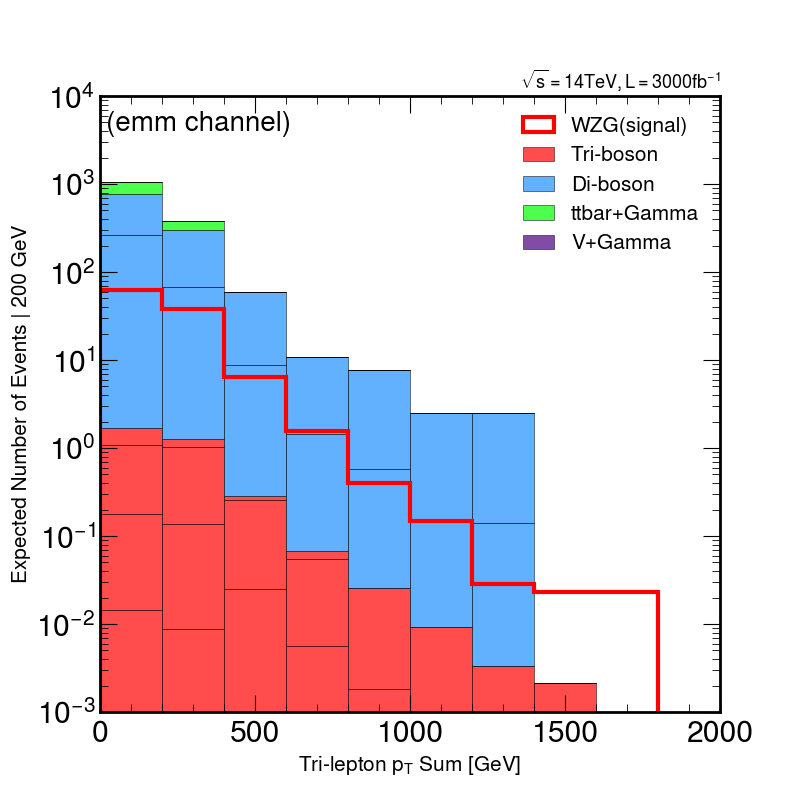 √s = 14TeV, L = 3000fb⁻¹
(emm channel)
WZG(signal)
Tri-boson
Di-boson
ttbar+Gamma
V+Gamma
Expected Number of Events | 200 GeV
10⁴
10³
10²
10¹
10⁰
10⁻¹
10⁻²
10⁻³
0 500 1000 1500 2000
Tri-lepton p_T Sum [GeV]